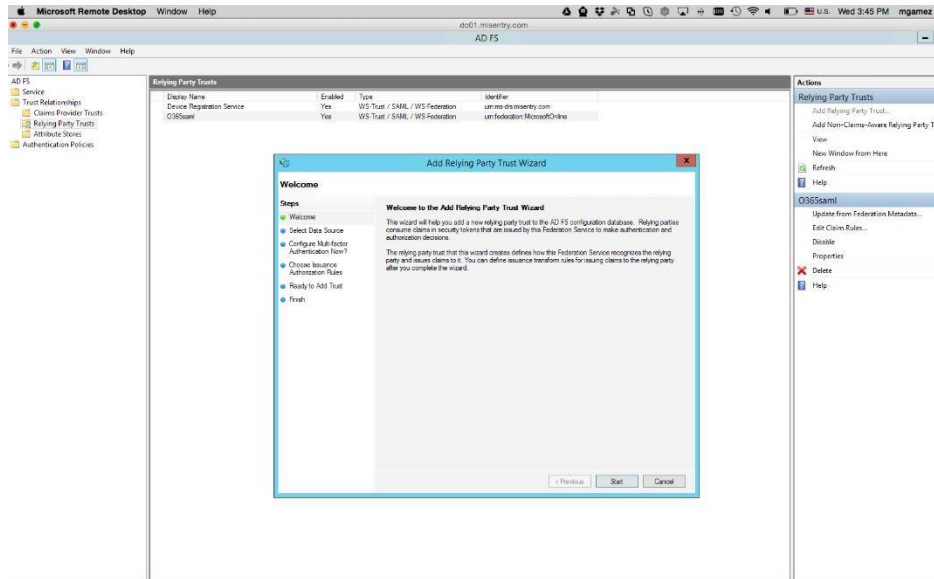 Microsoft Remote Desktop Window Help
U.S. Wed 3:45 PM mgamez
dc01.misentry.com
AD FS
File Action View Window Help
AD FS
Service
Trust Relationships
Claims Provider Trusts
Relying Party Trusts
Attribute Stores
Authentication Policies
Relying Party Trusts
Display Name Enabled Type Identifier
Device Registration Service Yes WS-Trust / SAML / WS-Federation urn:ms-drs:misentry.com
O365saml Yes WS-Trust / SAML / WS-Federation urn:federation:MicrosoftOnline
Add Relying Party Trust Wizard
Welcome
Steps
Welcome
Select Data Source
Configure Multi-factor
Authentication Now?
Choose Issuance
Authorization Rules
Ready to Add Trust
Finish
Welcome to the Add Relying Party Trust Wizard
This wizard will help you add a new relying party trust to the AD FS configuration database. Relying parties
consume claims in security tokens that are issued by this Federation Service to make authentication and
authorization decisions.
The relying party trust that this wizard creates defines how this Federation Service recognizes the relying
party and issues claims to it. You can define issuance transform rules for issuing claims to the relying party
after you complete the wizard.
< Previous Start Cancel
Actions
Relying Party Trusts
Add Relying Party Trust...
Add Non-Claims-Aware Relying Party T
View
New Window from Here
Refresh
Help
O365saml
Update from Federation Metadata...
Edit Claim Rules...
Disable
Properties
Delete
Help